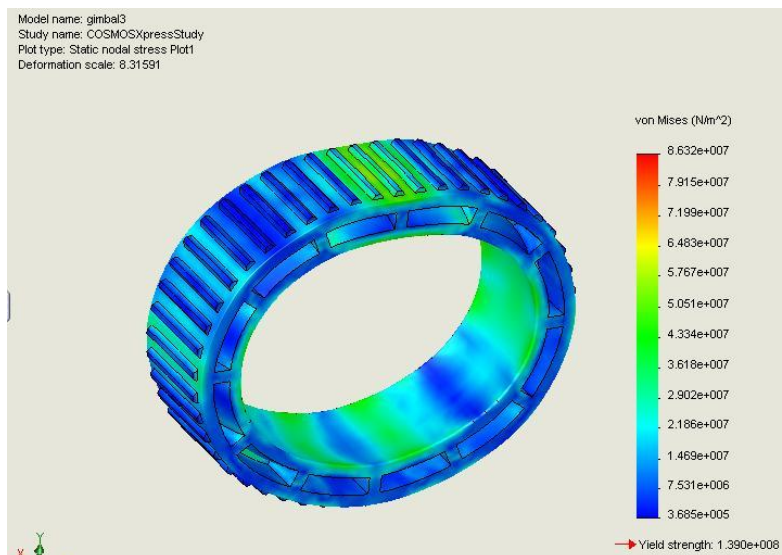 Model name: gimbal3
Study name: COSMOSXpressStudy
Plot type: Static nodal stress Plot1
Deformation scale: 8.31591
von Mises (N/m^2)
8.632e+007
7.915e+007
7.199e+007
6.483e+007
5.767e+007
5.051e+007
4.334e+007
3.618e+007
2.902e+007
2.186e+007
1.469e+007
7.531e+006
3.685e+005
Yield strength: 1.390e+008
Y
X